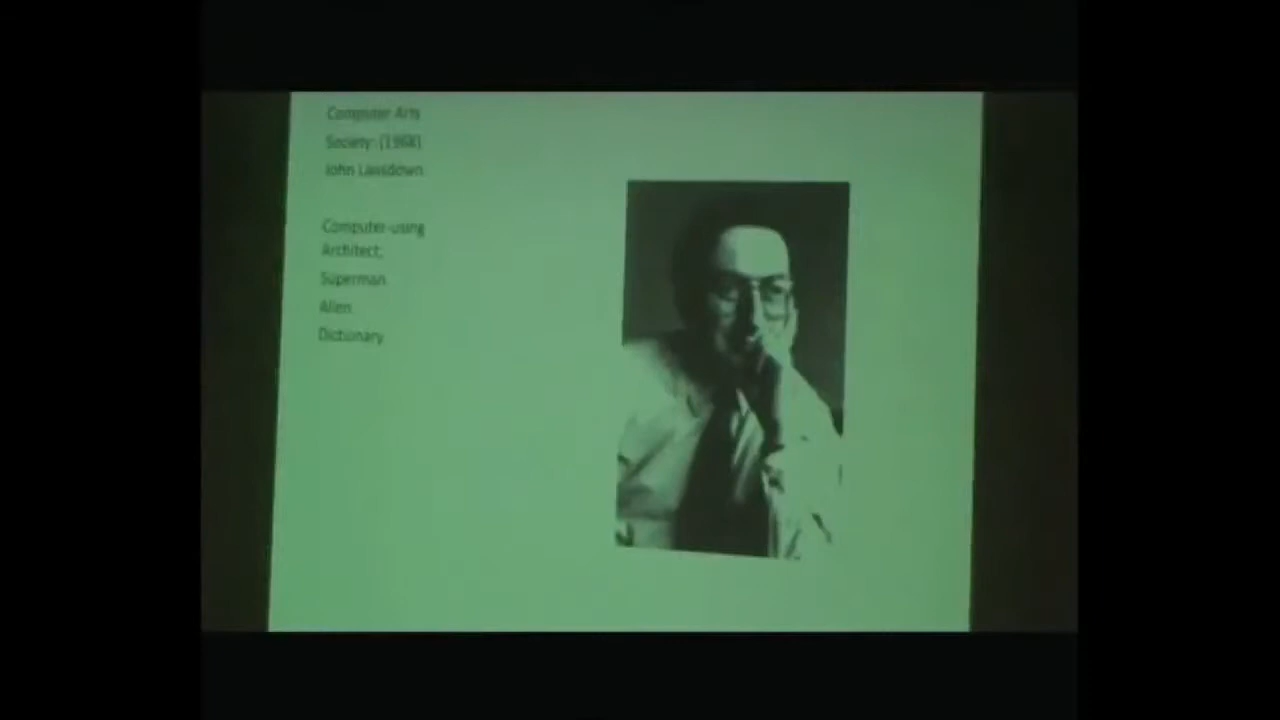 Computer Arts
Society: (1968)
John Lansdown
Computer-using
Architect,
Superman
Alien
Dictionary